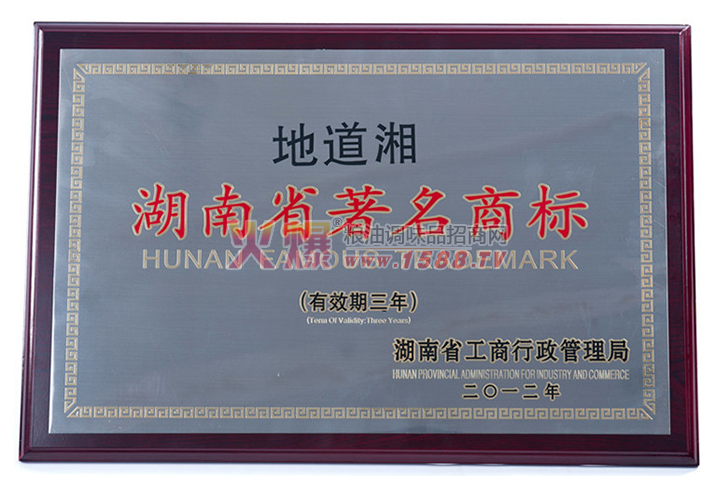 地道湘
湖南省著名商标
火爆®粮油调味品招商网
www.1588.TV
HUNAN FAMOUS TRADEMARK
(有效期三年)
(Term Of Validity:Three Years)
湖南省工商行政管理局
HUNAN PROVINCIAL ADMINISTRATION FOR INDUSTRY AND COMMERCE
二〇一二年